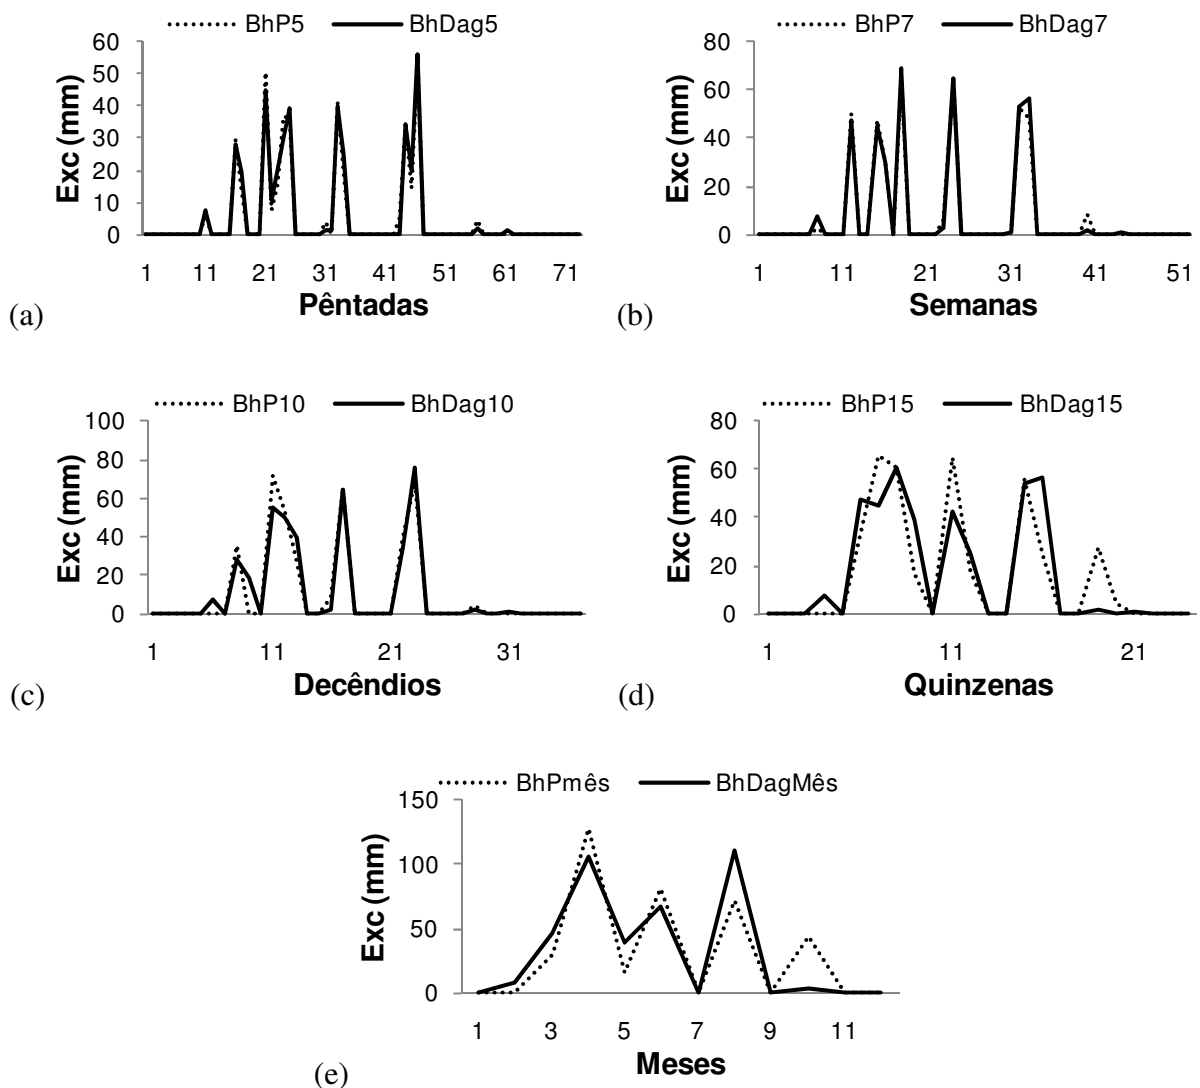 BhP5 BhDag5
60
50
40
30
20
10
0
Exc (mm)
1 11 21 31 41 51 61 71
Pêntadas
(a)
BhP7 BhDag7
80
60
40
20
0
Exc (mm)
1 11 21 31 41 51
Semanas
(b)
BhP10 BhDag10
100
80
60
40
20
0
Exc (mm)
1 11 21 31
Decêndios
(c)
BhP15 BhDag15
80
60
40
20
0
Exc (mm)
1 11 21
Quinzenas
(d)
BhPmês BhDagMês
150
100
50
0
Exc (mm)
1 3 5 7 9 11
Meses
(e)